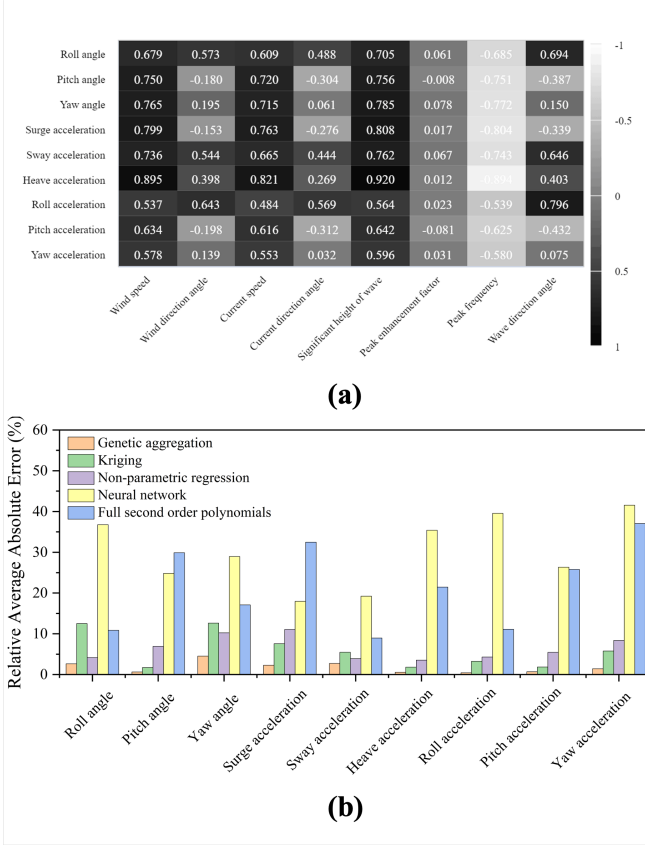 Roll angle 0.679 0.573 0.609 0.488 0.705 0.061 -0.685 0.694
Pitch angle 0.750 -0.180 0.720 -0.304 0.756 -0.008 -0.751 -0.387
Yaw angle 0.765 0.195 0.715 0.061 0.785 0.078 -0.772 0.150
Surge acceleration 0.799 -0.153 0.763 -0.276 0.808 0.017 -0.804 -0.339
Sway acceleration 0.736 0.544 0.665 0.444 0.762 0.067 -0.743 0.646
Heave acceleration 0.895 0.398 0.821 0.269 0.920 0.012 -0.894 0.403
Roll acceleration 0.537 0.643 0.484 0.569 0.564 0.023 -0.539 0.796
Pitch acceleration 0.634 -0.198 0.616 -0.312 0.642 -0.081 -0.625 -0.432
Yaw acceleration 0.578 0.139 0.553 0.032 0.596 0.031 -0.580 0.075
Wind speed
Wind direction angle
Current speed
Current direction angle
Significant height of wave
Peak enhancement factor
Peak frequency
Wave direction angle
-1
-0.5
0
0.5
1
(a)
Relative Average Absolute Error (%)
60
50
40
30
20
10
0
Genetic aggregation
Kriging
Non-parametric regression
Neural network
Full second order polynomials
Roll angle
Pitch angle
Yaw angle
Surge acceleration
Sway acceleration
Heave acceleration
Roll acceleration
Pitch acceleration
Yaw acceleration
(b)